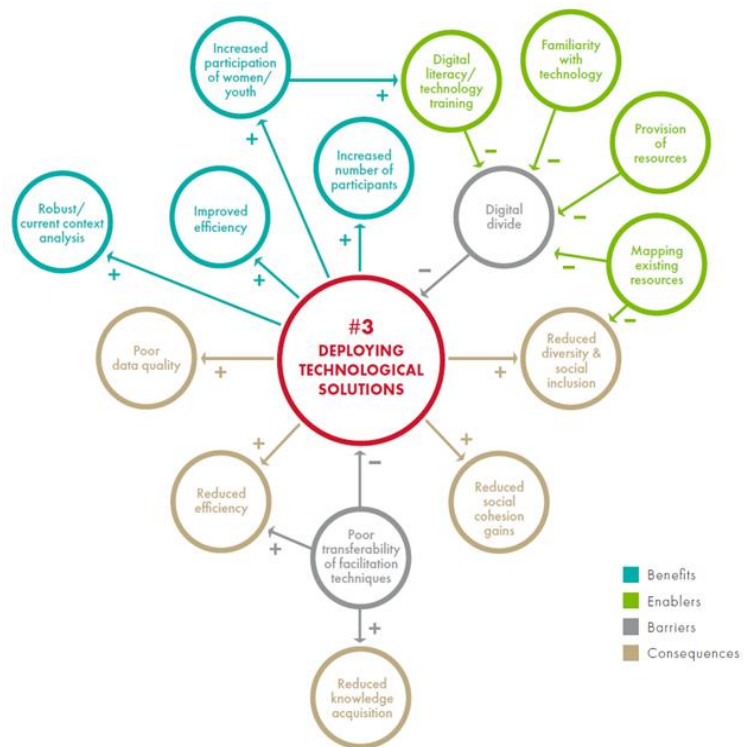 Increased
participation
of women/
youth
+
+
Digital
literacy/
technology
training
Familiarity
with
technology
Provision
of
resources
Increased
number of
participants
Robust/
current context
analysis
Improved
efficiency
Digital
divide
Mapping
existing
resources
–
–
–
–
–
–
+
+
+
#3
DEPLOYING
TECHNOLOGICAL
SOLUTIONS
Poor
data quality
+
+
Reduced
diversity &
social
inclusion
+
+
Reduced
efficiency
–
Reduced
social
cohesion
gains
Poor
transferability
of facilitation
techniques
+
+
Reduced
knowledge
acquisition
Benefits
Enablers
Barriers
Consequences